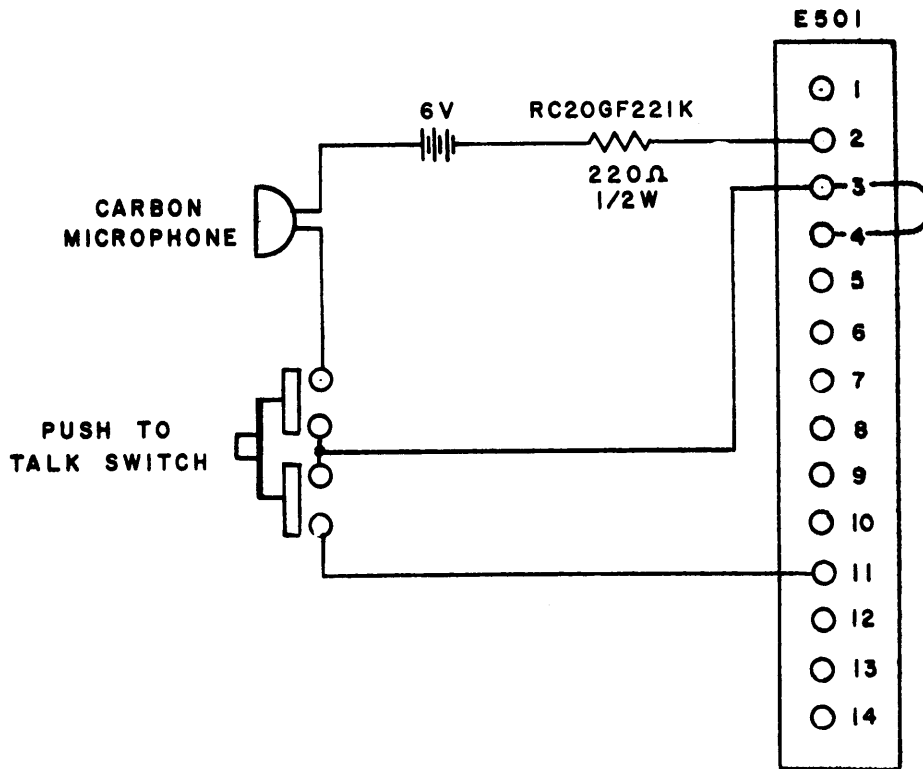 E501
1
6V
RC20GF221K
2
220Ω
1/2W
3
CARBON
MICROPHONE
4
5
6
7
PUSH TO
TALK SWITCH
8
9
10
11
12
13
14